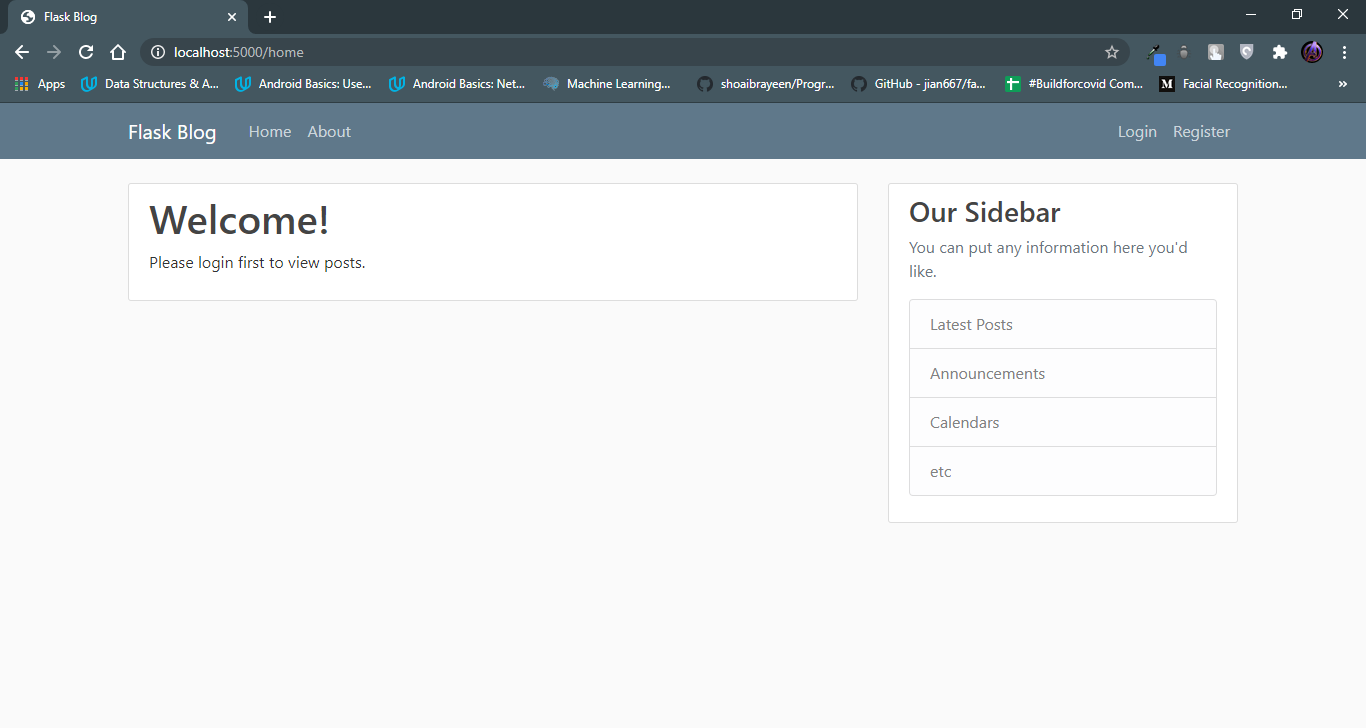 Flask Blog
localhost:5000/home
Apps Data Structures & A... Android Basics: Use... Android Basics: Net... Machine Learning... shoaibrayeen/Progr... GitHub - jian667/fa... #Buildforcovid Com... M Facial Recognition... »
Flask Blog Home About Login Register
Welcome!
Please login first to view posts.
Our Sidebar
You can put any information here you'd
like.
Latest Posts
Announcements
Calendars
etc